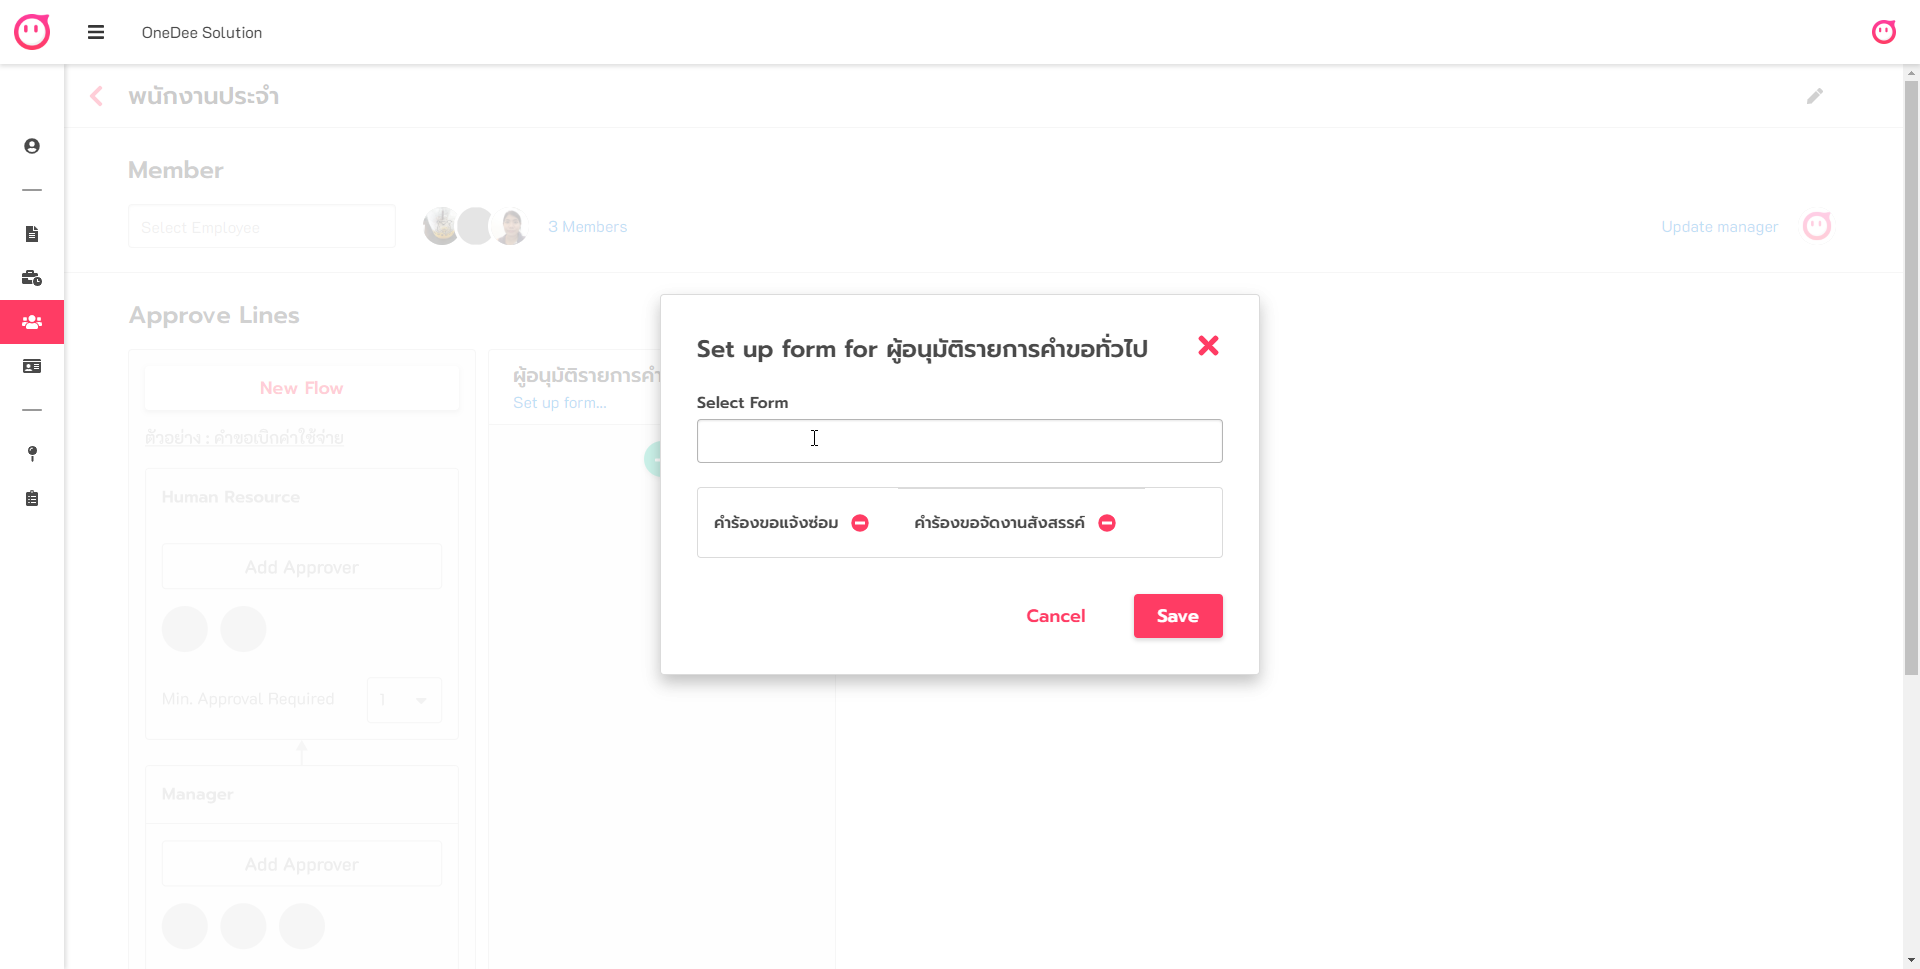 OneDee Solution
พนักงานประจำ
Member
Select Employee
3 Members
Update manager
Approve Lines
New Flow
ตัวอย่าง : คำขอเบิกค่าใช้จ่าย
Human Resource
Add Approver
Min. Approval Required
1
Manager
Add Approver
ผู้อนุมัติรายการคำ
Set up form...
Set up form for ผู้อนุมัติรายการคำขอทั่วไป
Select Form
คำร้องขอแจ้งซ่อม
คำร้องขอจัดงานสังสรรค์
Cancel
Save